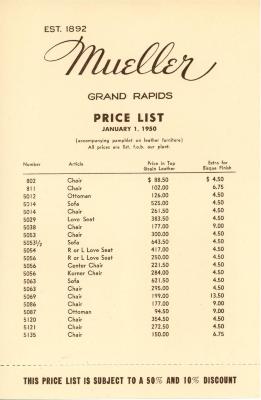 EST. 1892
Mueller
GRAND RAPIDS
PRICE LIST
JANUARY 1, 1950
(accompanying pamphlet on leather furniture)
All prices are list, f.o.b. our plant.
Number Article Price in Top Grain Leather Extra for Bisque Finish
802 Chair $ 88.50 $ 4.50
811 Chair 102.00 6.75
5012 Ottoman 126.00 4.50
5014 Sofa 525.00 4.50
5014 Chair 261.50 4.50
5029 Love Seat 383.50 4.50
5038 Chair 177.00 9.00
5053 Chair 300.00 4.50
5053½ Sofa 643.50 4.50
5054 R or L Love Seat 417.00 4.50
5056 R or L Sofa 250.00 4.50
5056 Center Chair 221.50 4.50
5056 Korner Chair 284.00 4.50
5063 Sofa 621.50 4.50
5063 Chair 295.00 4.50
5069 Chair 199.00 13.50
5086 Chair 177.00 9.00
5087 Ottoman 94.50 9.00
5120 Chair 354.50 4.50
5121 Chair 272.50 4.50
5135 Chair 150.00 6.75
THIS PRICE LIST IS SUBJECT TO A 50% AND 10% DISCOUNT